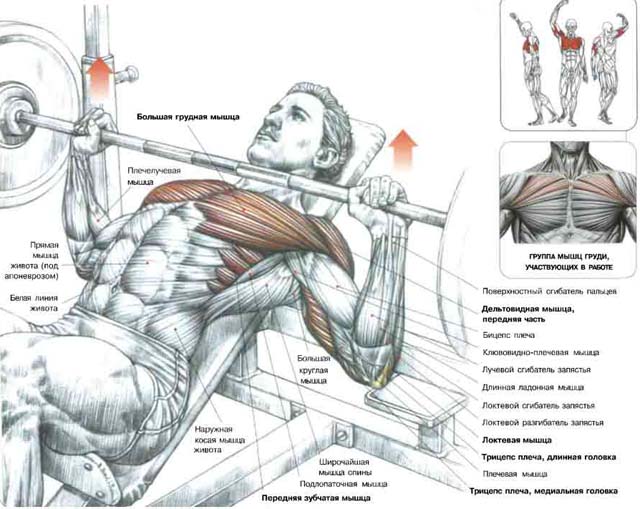 Большая грудная мышца
Плечелучевая
мышца
Прямая
мышца
живота (под
апоневрозом)
Белая линия
живота
Наружная
косая мышца
живота
Большая
круглая
мышца
Широчайшая
мышца спины
Подлопаточная мышца
Передняя зубчатая мышца
ГРУППА МЫШЦ ГРУДИ,
УЧАСТВУЮЩИХ В РАБОТЕ
Поверхностный сгибатель пальцев
Дельтовидная мышца,
передняя часть
Бицепс плеча
Клювовидно-плечевая мышца
Лучевой сгибатель запястья
Длинная ладонная мышца
Локтевой сгибатель запястья
Локтевой разгибатель запястья
Локтевая мышца
Трицепс плеча, длинная головка
Плечевая мышца
Трицепс плеча, медиальная головка